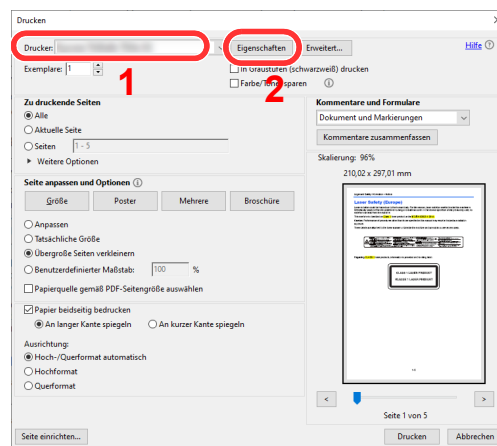 Drucken
Drucker:
Eigenschaften
Erweitert...
Hilfe
Exemplare: 1
1
2
In Graustufen (schwarzweiß) drucken
Farbe/Toner sparen
Zu druckende Seiten
Alle
Aktuelle Seite
Seiten 1 - 5
Weitere Optionen
Seite anpassen und Optionen
Größe
Poster
Mehrere
Broschüre
Anpassen
Tatsächliche Größe
Übergroße Seiten verkleinern
Benutzerdefinierter Maßstab: 100 %
Papierquelle gemäß PDF-Seitengröße auswählen
Papier beidseitig bedrucken
An langer Kante spiegeln
An kurzer Kante spiegeln
Ausrichtung:
Hoch-/Querformat automatisch
Hochformat
Querformat
Kommentare und Formulare
Dokument und Markierungen
Kommentare zusammenfassen
Skalierung: 96%
210,02 x 297,01 mm
Laser Safety (Europe)
CLASS 1 LASER PRODUCT
<
>
Seite 1 von 5
Seite einrichten...
Drucken
Abbrechen